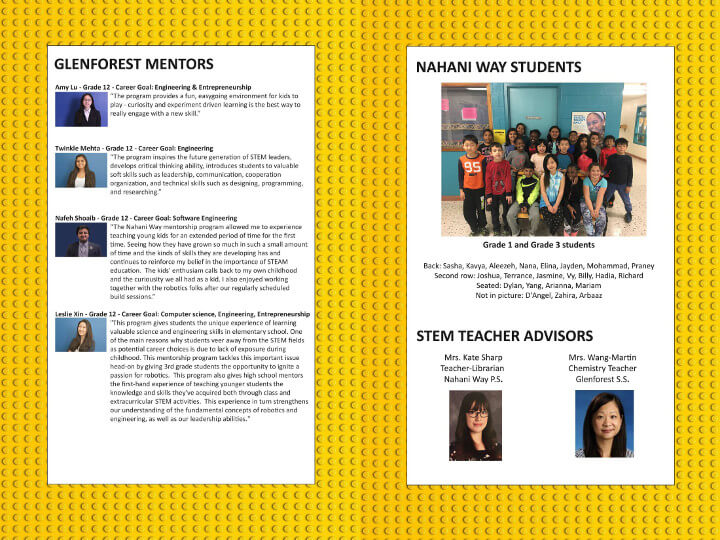 GLENFOREST MENTORS
Amy Lu - Grade 12 - Career Goal: Engineering & Entrepreneurship
"The program provides a fun, easygoing environment for kids to
play - curiosity and experiment driven learning is the best way to
really engage with a new skill."
Twinkle Mehta - Grade 12 - Career Goal: Engineering
"The program inspires the future generation of STEM leaders,
develops critical thinking ability, introduces students to valuable
soft skills such as leadership, communication, cooperation
organization, and technical skills such as designing, programming,
and researching."
Nafeh Shoaib - Grade 12 - Career Goal: Software Engineering
"The Nahani Way mentorship program allowed me to experience
teaching young kids for an extended period of time for the first
time. Seeing how they have grown so much in such a small amount
of time and the kinds of skills they are developing has and
continues to reinforce my belief in the importance of STEAM
education. The kids' enthusiasm calls back to my own childhood
and the curiosity we all had as a kid. I also enjoyed working
together with the robotics folks after our regularly scheduled
build sessions."
Leslie Xin - Grade 12 - Career Goal: Computer science, Engineering, Entrepreneurship
"This program gives students the unique experience of learning
valuable science and engineering skills in elementary school. One
of the main reasons why students veer away from the STEM fields
as potential career choices is due to lack of exposure during
childhood. This mentorship program tackles this important issue
head-on by giving 3rd grade students the opportunity to ignite a
passion for robotics. This program also gives high school mentors
the first-hand experience of teaching younger students the
knowledge and skills they've acquired both through class and
extracurricular STEM activities. This experience in turn strengthens
our understanding of the fundamental concepts of robotics and
engineering, as well as our leadership abilities."
NAHANI WAY STUDENTS
95
Grade 1 and Grade 3 students
Back: Sasha, Kavya, Aleezeh, Nana, Elina, Jayden, Mohammad, Praney
Second row: Joshua, Terrance, Jasmine, Vy, Billy, Hadia, Richard
Seated: Dylan, Yang, Arianna, Mariam
Not in picture: D'Angel, Zahira, Arbaaz
STEM TEACHER ADVISORS
Mrs. Kate Sharp
Teacher-Librarian
Nahani Way P.S.
Mrs. Wang-Martin
Chemistry Teacher
Glenforest S.S.